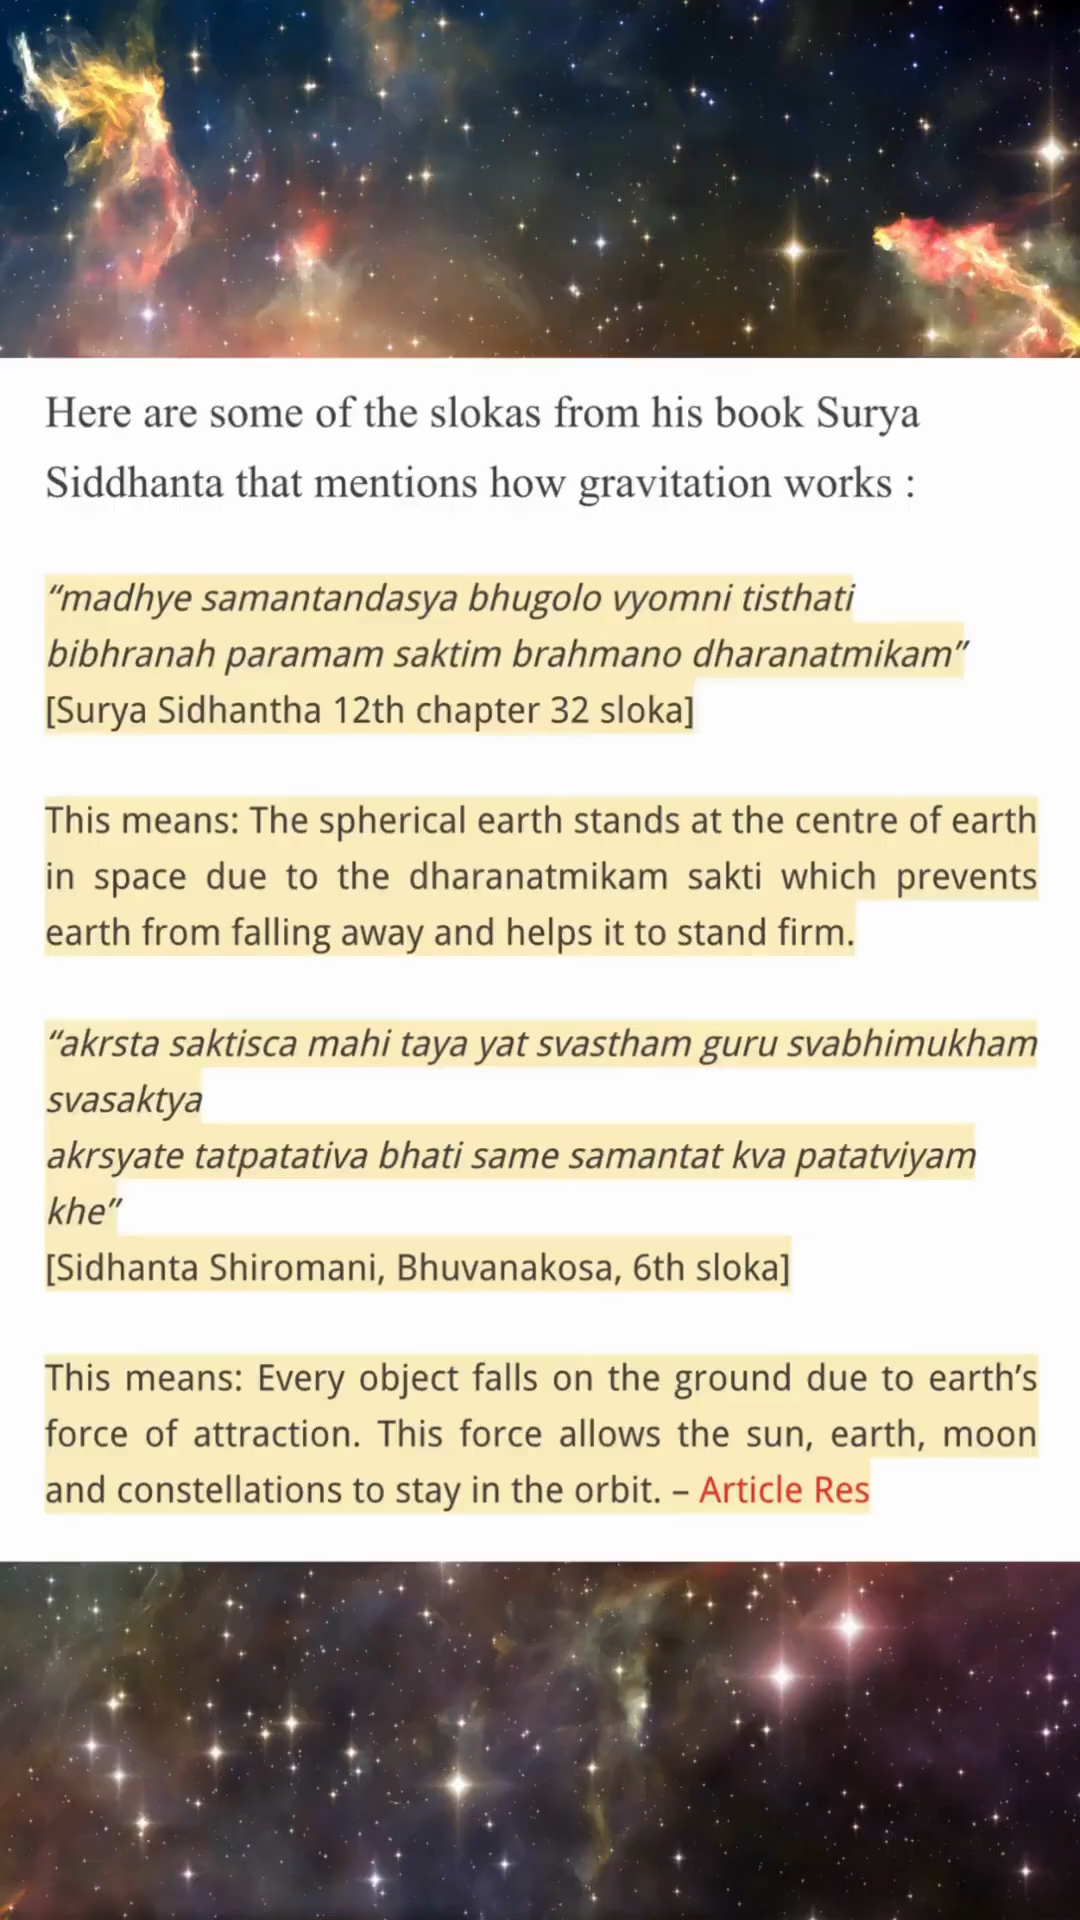 Here are some of the slokas from his book Surya
Siddhanta that mentions how gravitation works :
“madhye samantandasya bhugolo vyomni tisthati
bibhranah paramam saktim brahmano dharanatmikam”
[Surya Sidhantha 12th chapter 32 sloka]
This means: The spherical earth stands at the centre of earth
in space due to the dharanatmikam sakti which prevents
earth from falling away and helps it to stand firm.
“akrsta saktisca mahi taya yat svastham guru svabhimukham
svasaktya
akrsyate tatpatativa bhati same samantat kva patatviyam
khe”
[Sidhanta Shiromani, Bhuvanakosa, 6th sloka]
This means: Every object falls on the ground due to earth’s
force of attraction. This force allows the sun, earth, moon
and constellations to stay in the orbit. – Article Res